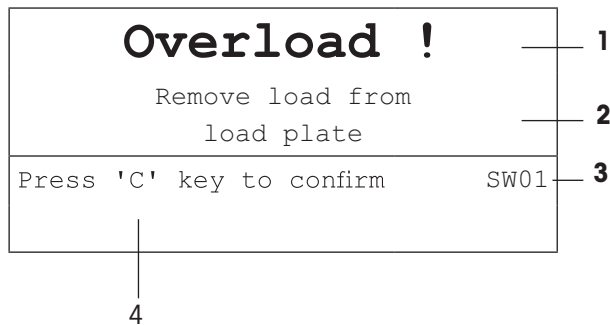 Overload !
1
Remove load from
2
load plate
Press 'C' key to confirm SW01
3
4